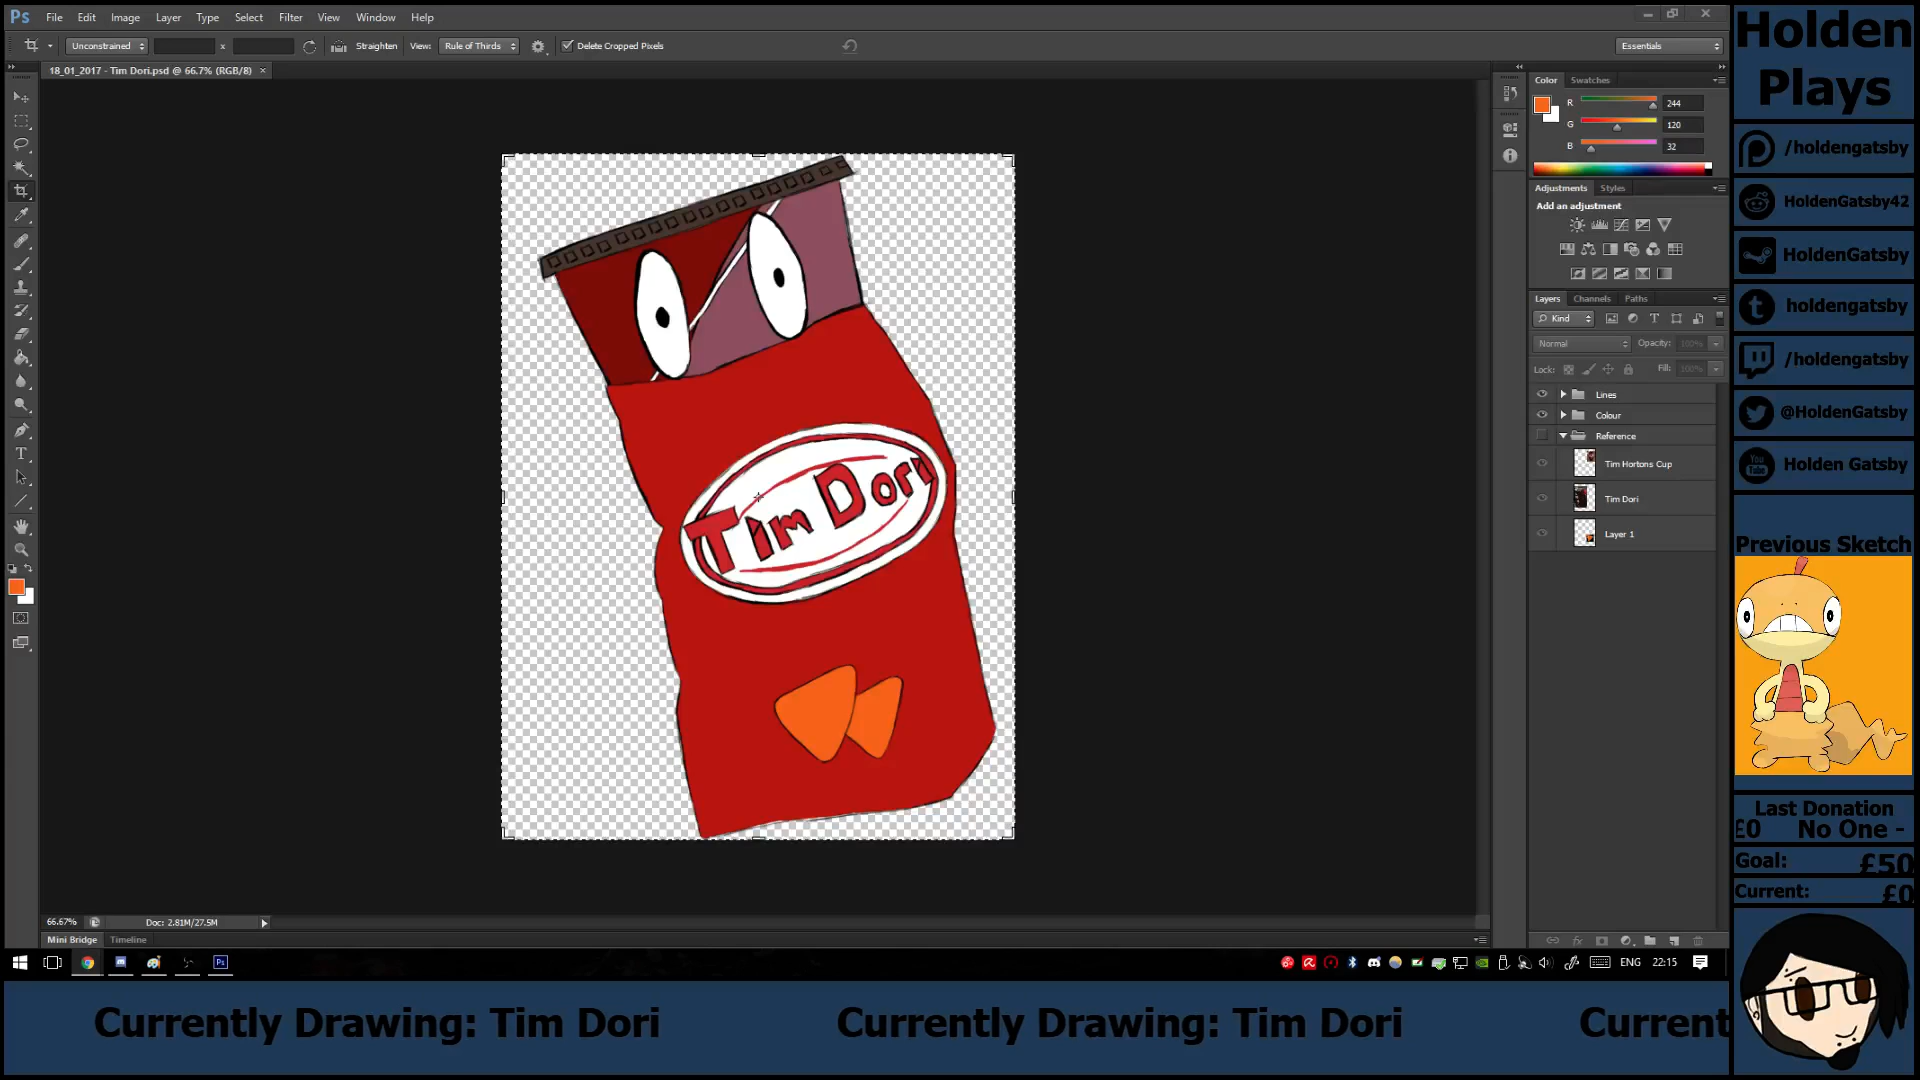 Ps File Edit Image Layer Type Select Filter View Window Help
Unconstrained x Straighten View: Rule of Thirds Delete Cropped Pixels Essentials
18_01_2017 - Tim Dori.psd @ 66.7% (RGB/8) x
Color Swatches
R 244
G 120
B 32
Adjustments Styles
Add an adjustment
Layers Channels Paths
Kind
Normal Opacity: 100%
Lock: Fill: 100%
Lines
Colour
Reference
Tim Hortons Cup
Tim Dori
Layer 1
Tim Dori
66.67% Doc: 2.81M/27.5M
Mini Bridge Timeline
Ps
ENG 22:15
Holden
Plays
/holdengatsby
HoldenGatsby42
HoldenGatsby
holdengatsby
/holdengatsby
@HoldenGatsby
You
Tube
Holden Gatsby
Previous Sketch
Last Donation
£0 No One -
Goal: £50
Current: £0
Currently Drawing: Tim Dori Currently Drawing: Tim Dori Current